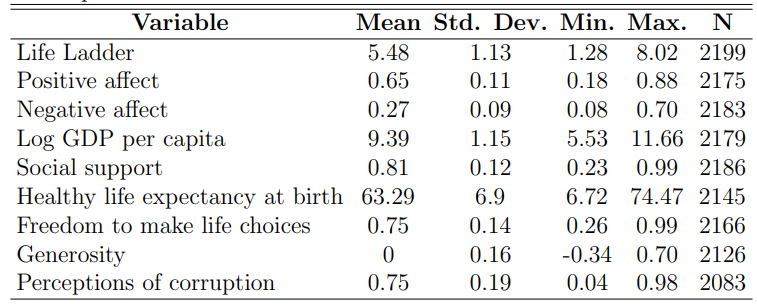 Variable Mean Std. Dev. Min. Max. N
Life Ladder 5.48 1.13 1.28 8.02 2199
Positive affect 0.65 0.11 0.18 0.88 2175
Negative affect 0.27 0.09 0.08 0.70 2183
Log GDP per capita 9.39 1.15 5.53 11.66 2179
Social support 0.81 0.12 0.23 0.99 2186
Healthy life expectancy at birth 63.29 6.9 6.72 74.47 2145
Freedom to make life choices 0.75 0.14 0.26 0.99 2166
Generosity 0 0.16 -0.34 0.70 2126
Perceptions of corruption 0.75 0.19 0.04 0.98 2083